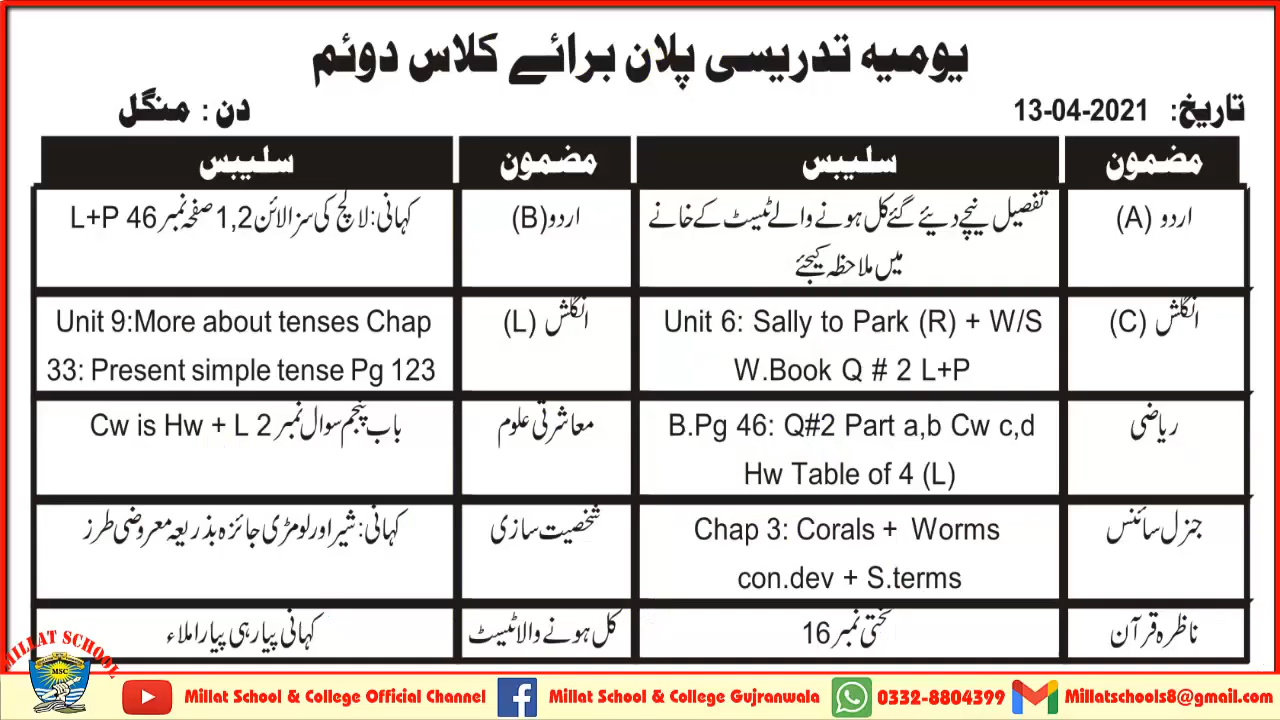 یومیہ تدریسی پلان برائے کلاس دوئم
تاریخ: 13-04-2021
دن : منگل
مضمون سلیبس مضمون سلیبس
اردو (A)
تفصیل نیچے دیئے گئے کل ہونے والے ٹیسٹ کے خانے
میں ملاحظہ کیجئے
اردو(B)
کہانی: لالچ کی سزا لائن 1,2 صفحہ نمبر 46 L+P
انگلش (C)
Unit 6: Sally to Park (R) + W/S
W.Book Q # 2 L+P
انگلش (L)
Unit 9:More about tenses Chap
33: Present simple tense Pg 123
ریاضی
B.Pg 46: Q#2 Part a,b Cw c,d
Hw Table of 4 (L)
معاشرتی علوم
باب پنجم سوال نمبر 2 Cw is Hw + L
جنرل سائنس
Chap 3: Corals + Worms
con.dev + S.terms
شخصیت سازی
کہانی: شیر اور لومڑی جائزہ بذریعہ معروضی طرز
ناظرہ قرآن
تختی نمبر 16
کل ہونے والا ٹیسٹ
کہانی پیار ہی پیار املاء
MILLAT SCHOOL
MSC
Millat School & College Official Channel
Millat School & College Gujranwala
0332-8804399
Millatschools8@gmail.com